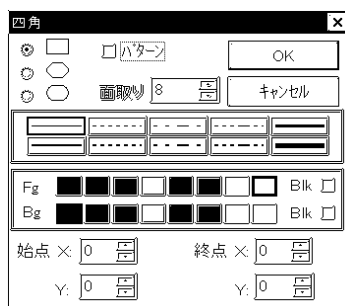 四角
パターン OK
面取り 8 キャンセル
Fg Blk
Bg Blk
始点 X: 0 終点 X: 0
Y: 0 Y: 0